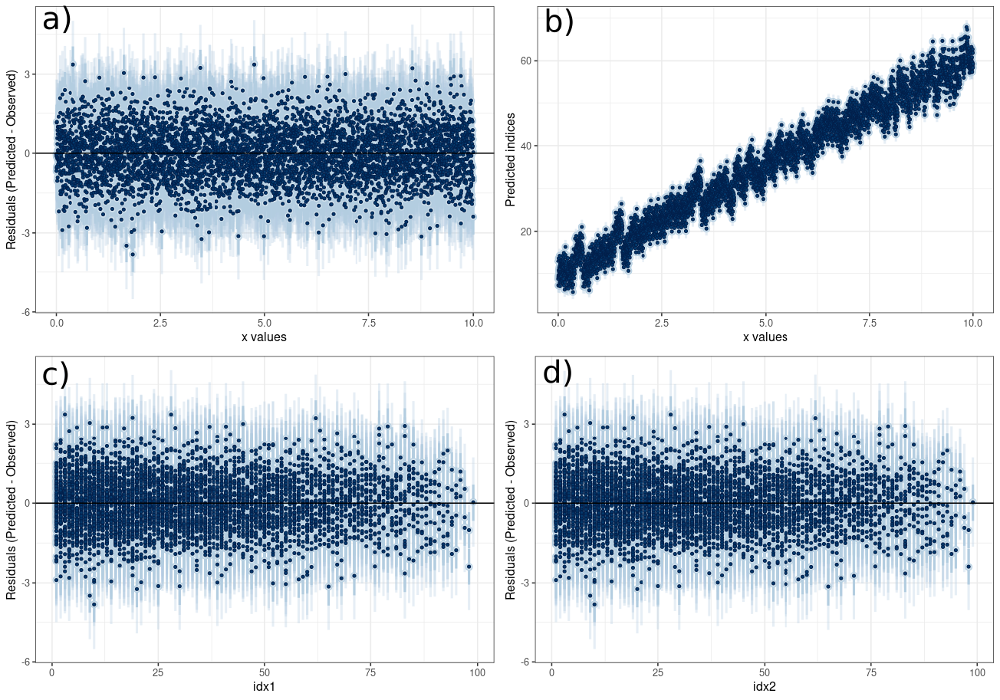 a)
Residuals (Predicted - Observed)
3
0
-3
-6
0.0 2.5 5.0 7.5 10.0
x values
b)
Predicted indices
60
40
20
0.0 2.5 5.0 7.5 10.0
x values
c)
Residuals (Predicted - Observed)
3
0
-3
-6
0 25 50 75 100
idx1
d)
Residuals (Predicted - Observed)
3
0
-3
-6
0 25 50 75 100
idx2